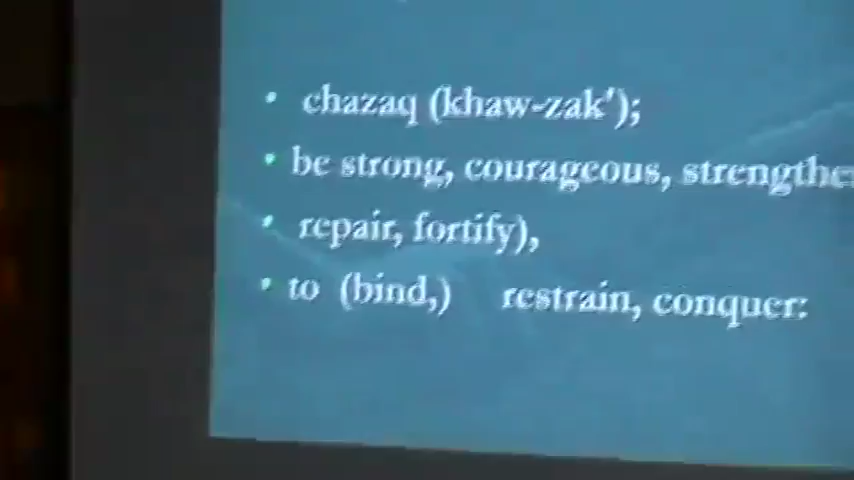 • chazaq (khaw-zak');
• be strong, courageous, strengthe
• repair, fortify),
• to (bind,) restrain, conquer: